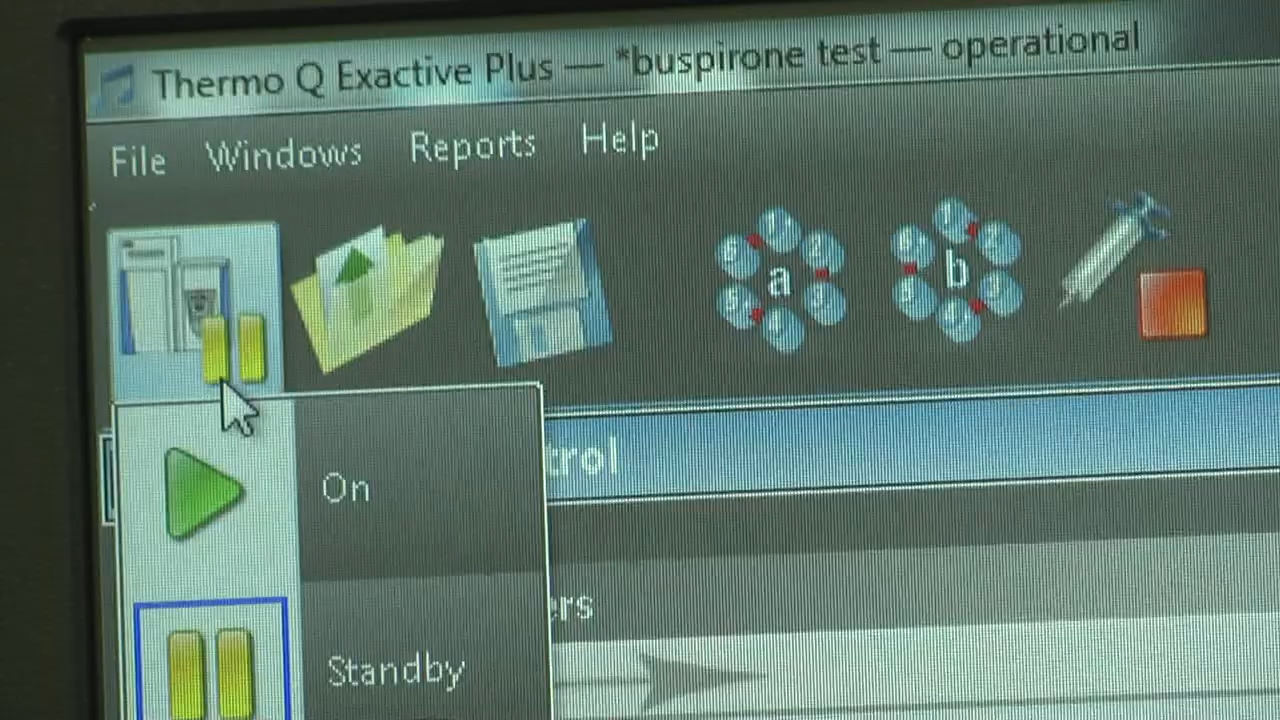 Thermo Q Exactive Plus — *buspirone test — operational
File Windows Reports Help
a b
trol
On
ers
Standby